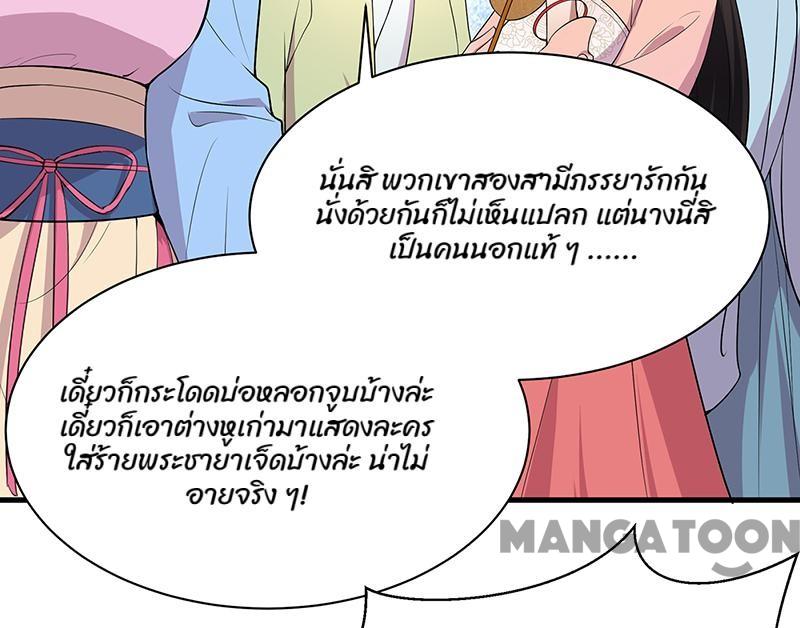 นั่นสิ พวกเขาสองสามีภรรยารักกัน
นั่งด้วยกันก็ไม่เห็นแปลก แต่นางนี่สิ
เป็นคนนอกแท้ ๆ ......
เดี๋ยวก็กระโดดบ่อหลอกจูบบ้างล่ะ
เดี๋ยวก็เอาต่างหูเก่ามาแสดงละคร
ใส่ร้ายพระชายาเจ็ดบ้างล่ะ น่าไม่
อายจริง ๆ!
MANGATOON